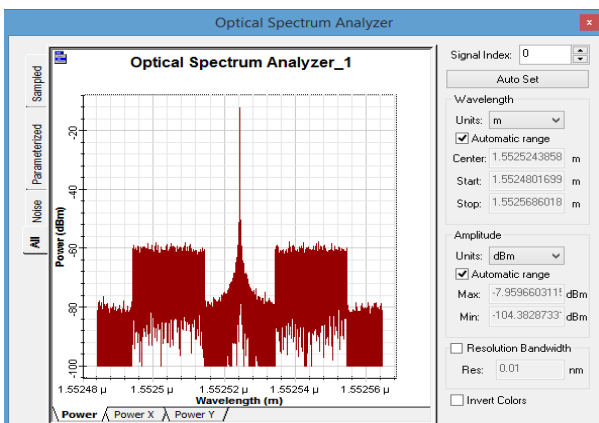 Optical Spectrum Analyzer
x
Optical Spectrum Analyzer_1
Sampled
Parameterized
Noise
All
Power (dBm)
-20
-40
-60
-80
-100
1.55248 µ
1.5525 µ
1.55252 µ
1.55254 µ
1.55256 µ
Wavelength (m)
Power
Power X
Power Y
Signal Index: 0
Auto Set
Wavelength
Units: m
Automatic range
Center: 1.5525243858 m
Start: 1.5524801699 m
Stop: 1.5525686018 m
Amplitude
Units: dBm
Automatic range
Max: -7.959660311 dBm
Min: -104.3828733 dBm
Resolution Bandwidth
Res: 0.01 nm
Invert Colors